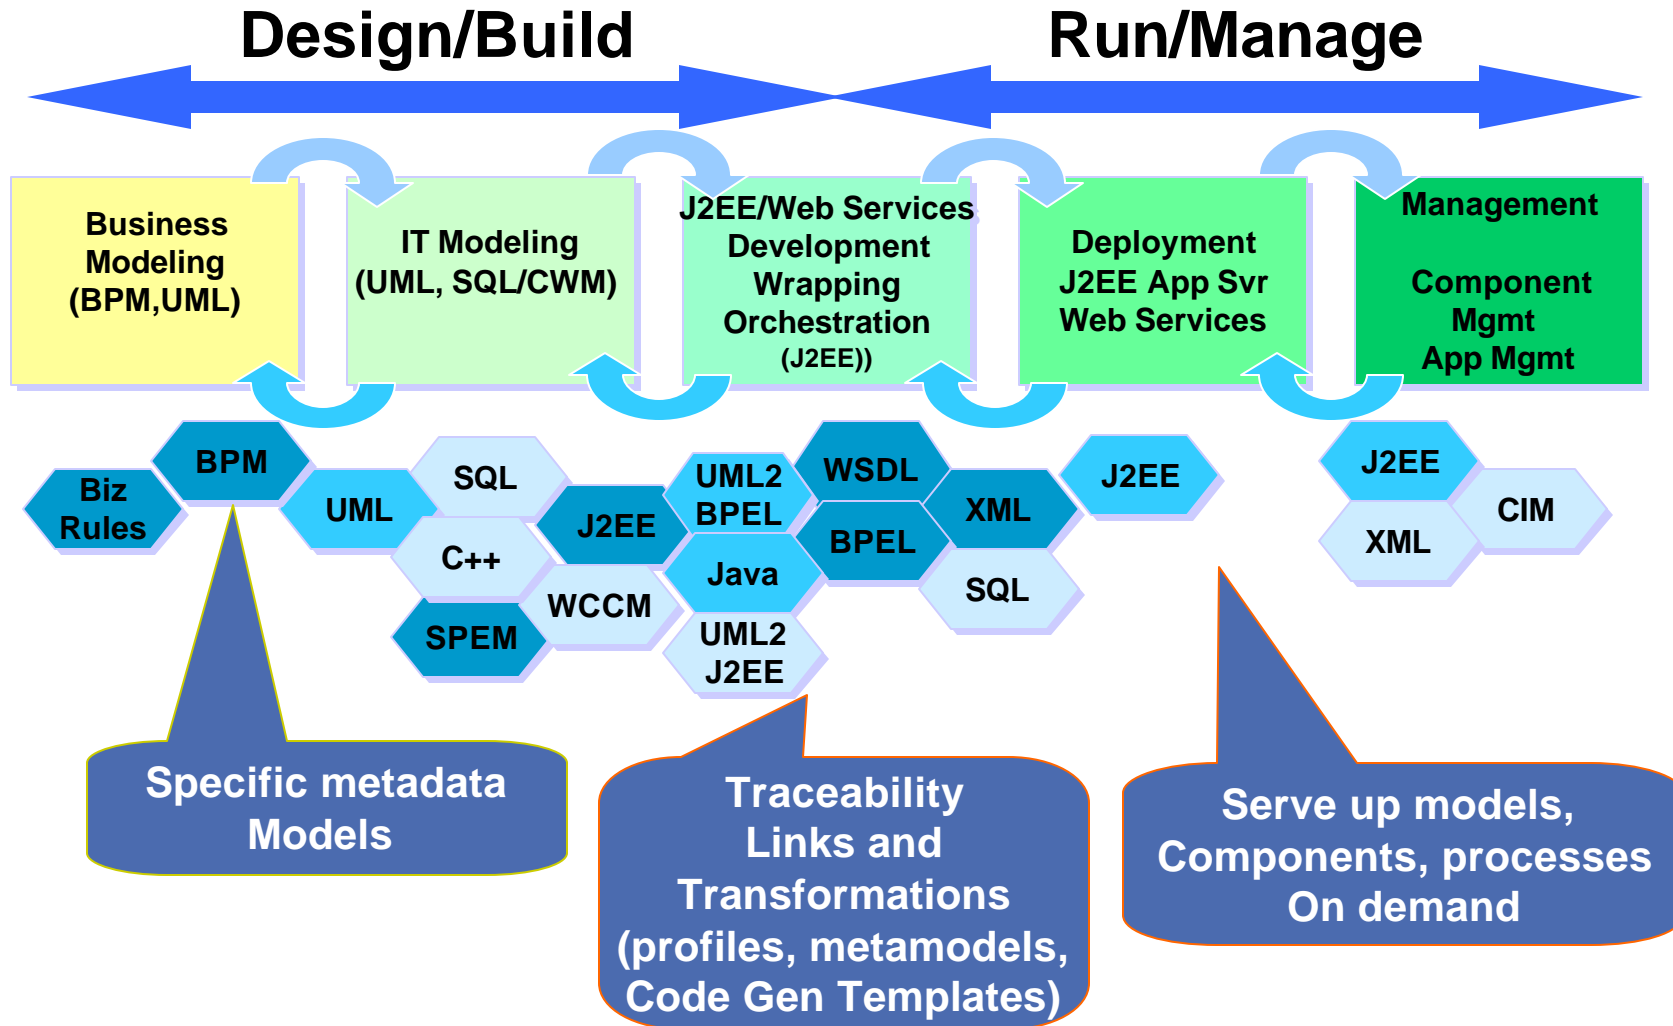 Design/Build
Run/Manage
Business
Modeling
(BPM,UML)
IT Modeling
(UML, SQL/CWM)
J2EE/Web Services
Development
Wrapping
Orchestration
(J2EE))
Deployment
J2EE App Svr
Web Services
Management
Component
Mgmt
App Mgmt
Biz
Rules
BPM
UML
SQL
C++
SPEM
J2EE
WCCM
UML2
BPEL
Java
UML2
J2EE
WSDL
BPEL
XML
SQL
J2EE
J2EE
XML
CIM
Specific metadata
Models
Traceability
Links and
Transformations
(profiles, metamodels,
Code Gen Templates)
Serve up models,
Components, processes
On demand